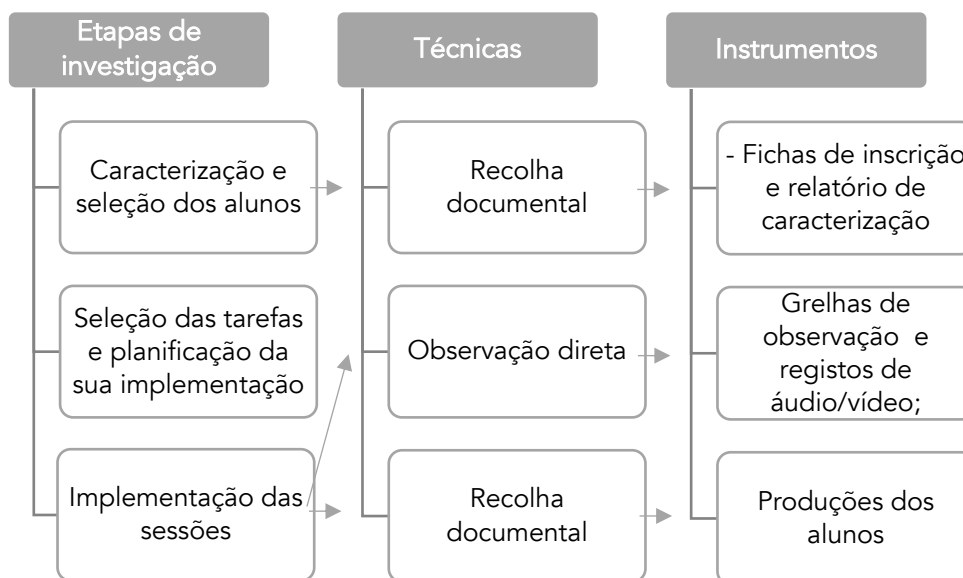 Etapas de
investigação
Técnicas
Instrumentos
Caracterização e
seleção dos alunos
Recolha
documental
- Fichas de inscrição
e relatório de
caracterização
Seleção das tarefas
e planificação da
sua implementação
Observação direta
Grelhas de
observação e
registos de
áudio/vídeo;
Implementação das
sessões
Recolha
documental
Produções dos
alunos